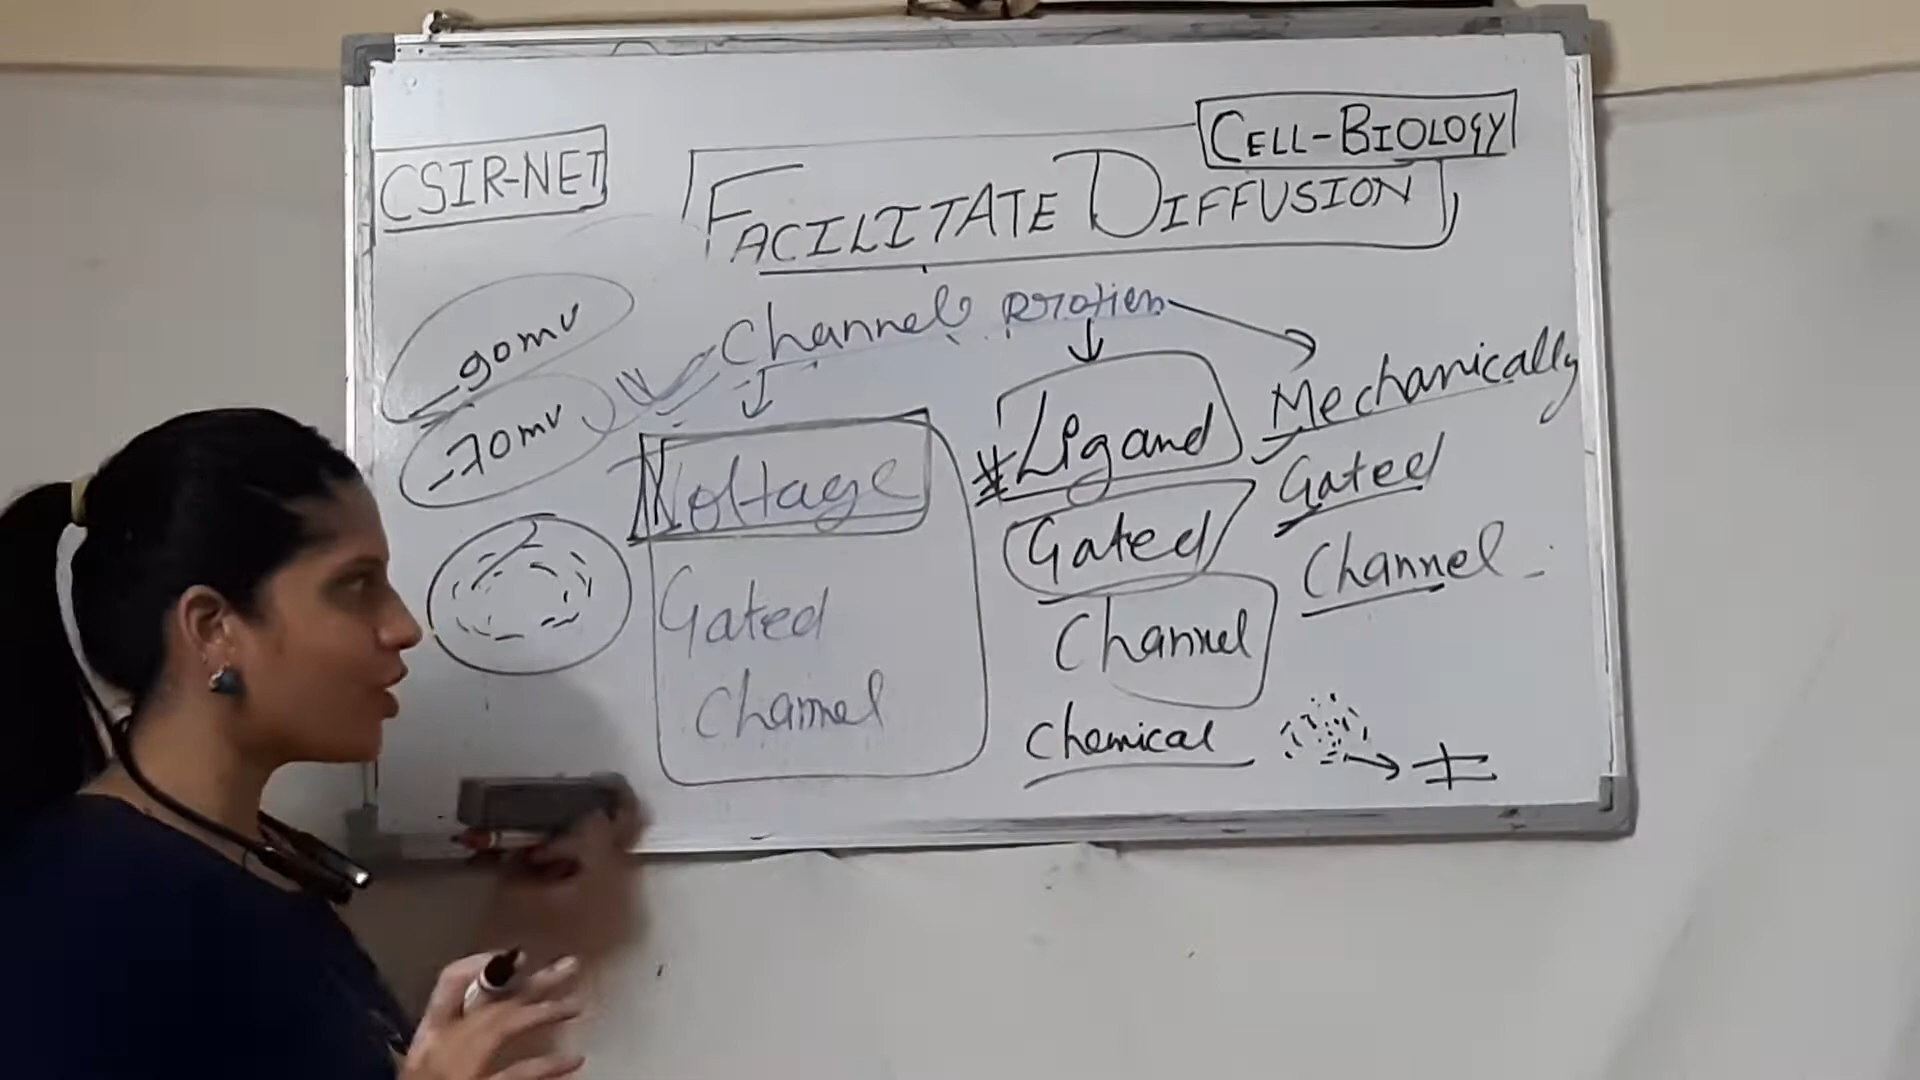 CSIR-NET
CELL-BIOLOGY
FACILITATE DIFFUSION
Channel protien
-90mv
-70mv
Voltage
Gated
Channel
*Ligand
Gated
Channel
Chemical
Mechanically
Gated
Channel